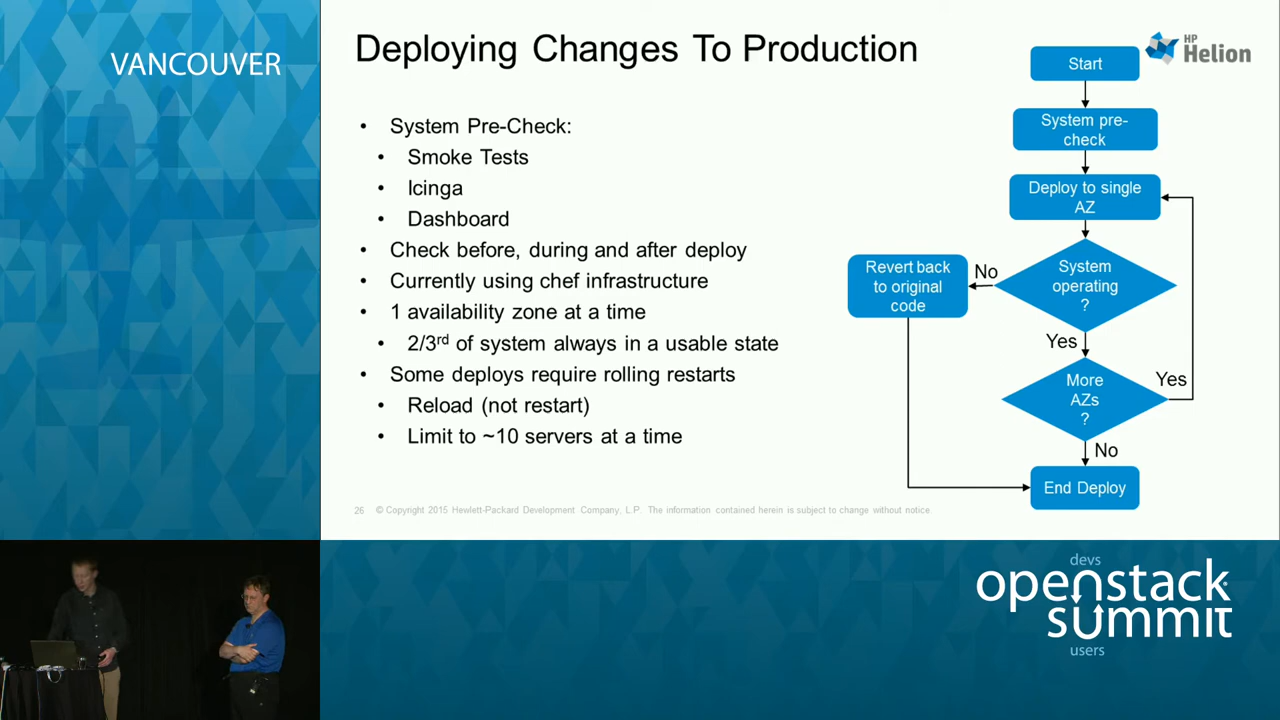 VANCOUVER
Deploying Changes To Production
HP
Helion
• System Pre-Check:
• Smoke Tests
• Icinga
• Dashboard
• Check before, during and after deploy
• Currently using chef infrastructure
• 1 availability zone at a time
• 2/3rd of system always in a usable state
• Some deploys require rolling restarts
• Reload (not restart)
• Limit to ~10 servers at a time
Start
System pre-
check
Deploy to single
AZ
System
operating
?
No
Revert back
to original
code
Yes
More
AZs
?
Yes
No
End Deploy
26 © Copyright 2015 Hewlett-Packard Development Company, L.P. The information contained herein is subject to change without notice.
devs
openstack
summit
users